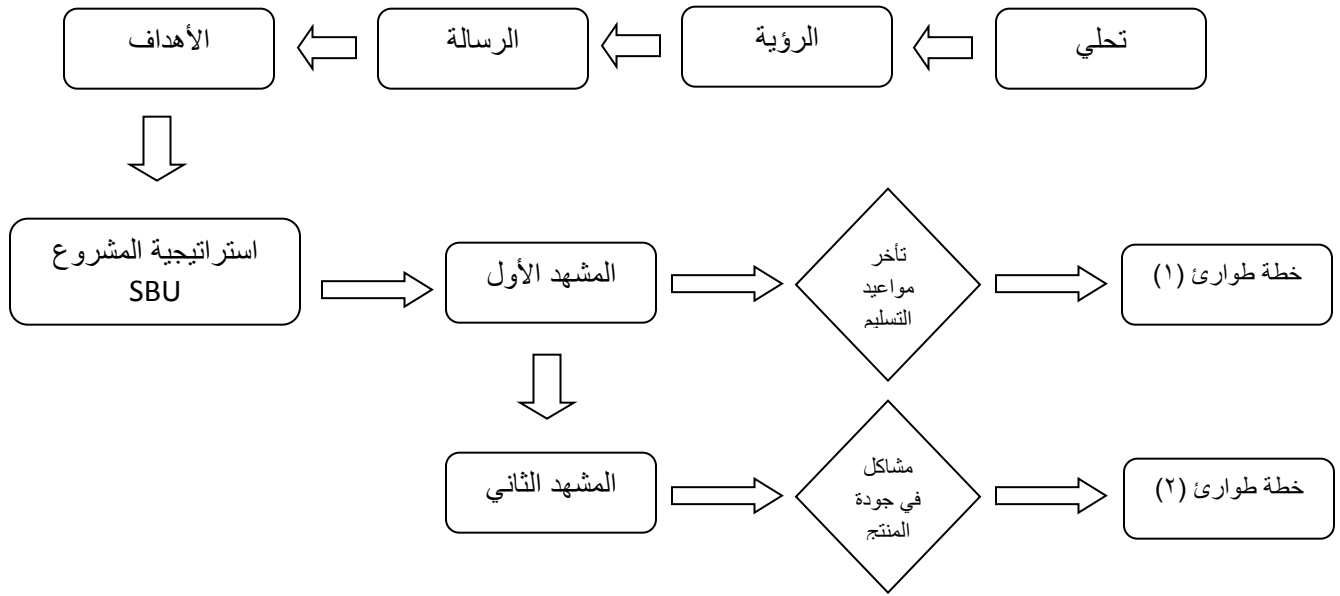 تحلي
الرؤية
الرسالة
الأهداف
استراتيجية المشروع
SBU
المشهد الأول
تأخر
مواعيد
التسليم
خطة طوارئ (١)
المشهد الثاني
مشاكل
في جودة
المنتج
خطة طوارئ (٢)